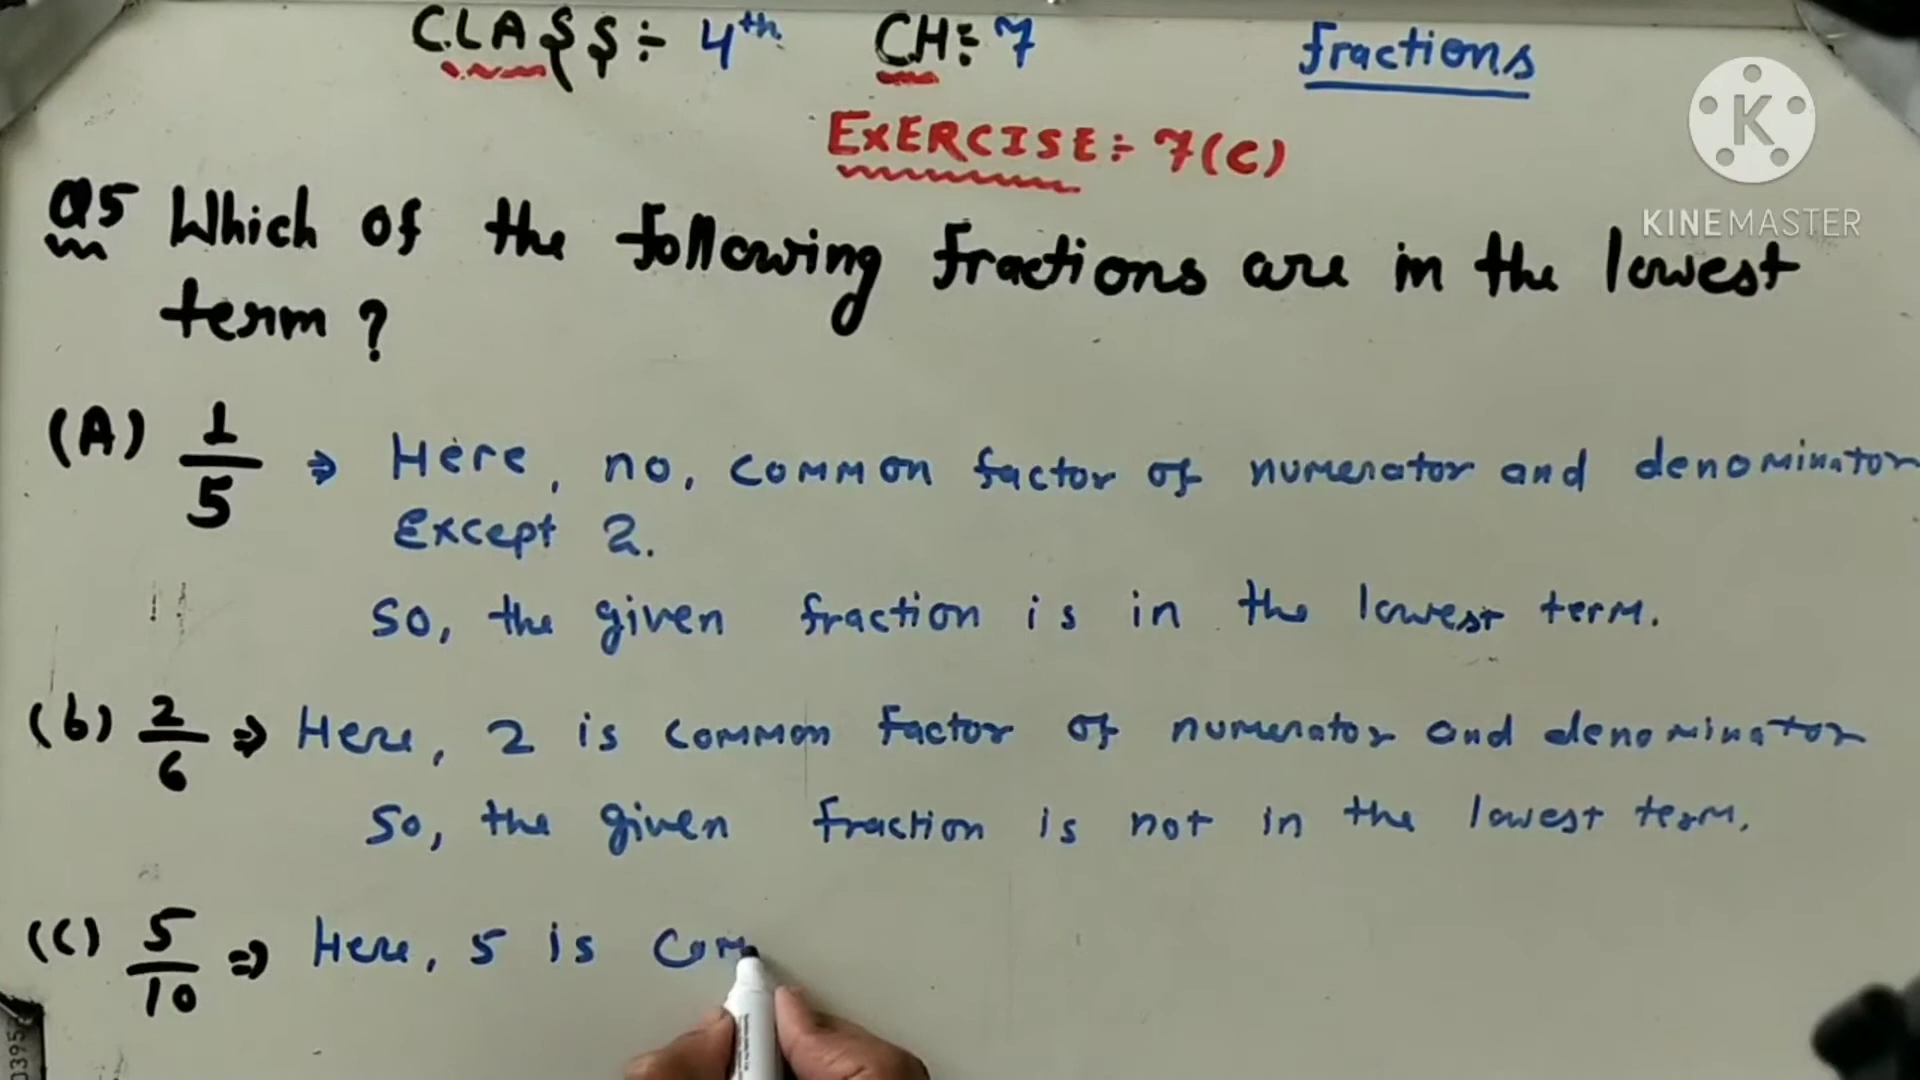 CLASS÷ 4th CH÷ 7 fractions
EXERCISE÷ 7(C)
KINEMASTER
Q5 Which of the following fractions are in the lowest
term?
(A) 1/5 ⇒ Here, no, common factor of numerator and denominator
Except 2.
So, the given fraction is in the lowest term.
(b) 2/6 ⇒ Here, 2 is common factor of numerator and denominator
So, the given fraction is not in the lowest term.
(C) 5/10 ⇒ Here, 5 is com
0395